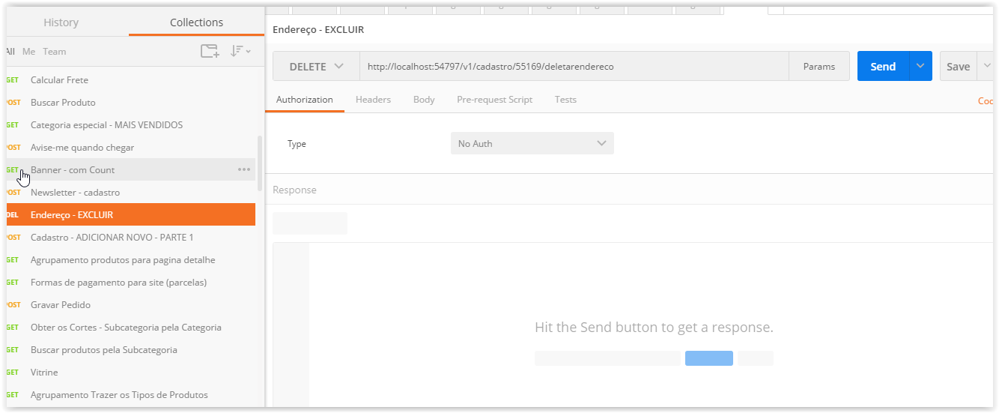 History
Collections
All
Me
Team
GET Calcular Frete
POST Buscar Produto
GET Categoria especial - MAIS VENDIDOS
POST Avise-me quando chegar
GET Banner - com Count
POST Newsletter - cadastro
DEL Endereço - EXCLUIR
POST Cadastro - ADICIONAR NOVO - PARTE 1
GET Agrupamento produtos para pagina detalhe
GET Formas de pagamento para site (parcelas)
POST Gravar Pedido
GET Obter os Cortes - Subcategoria pela Categoria
GET Buscar produtos pela Subcategoria
GET Vitrine
GET Agrupamento Trazer os Tipos de Produtos
Endereço - EXCLUIR
DELETE
http://localhost:54797/v1/cadastro/55169/deletarendereco
Params
Send
Save
Authorization
Headers
Body
Pre-request Script
Tests
Type
No Auth
Response
Hit the Send button to get a response.